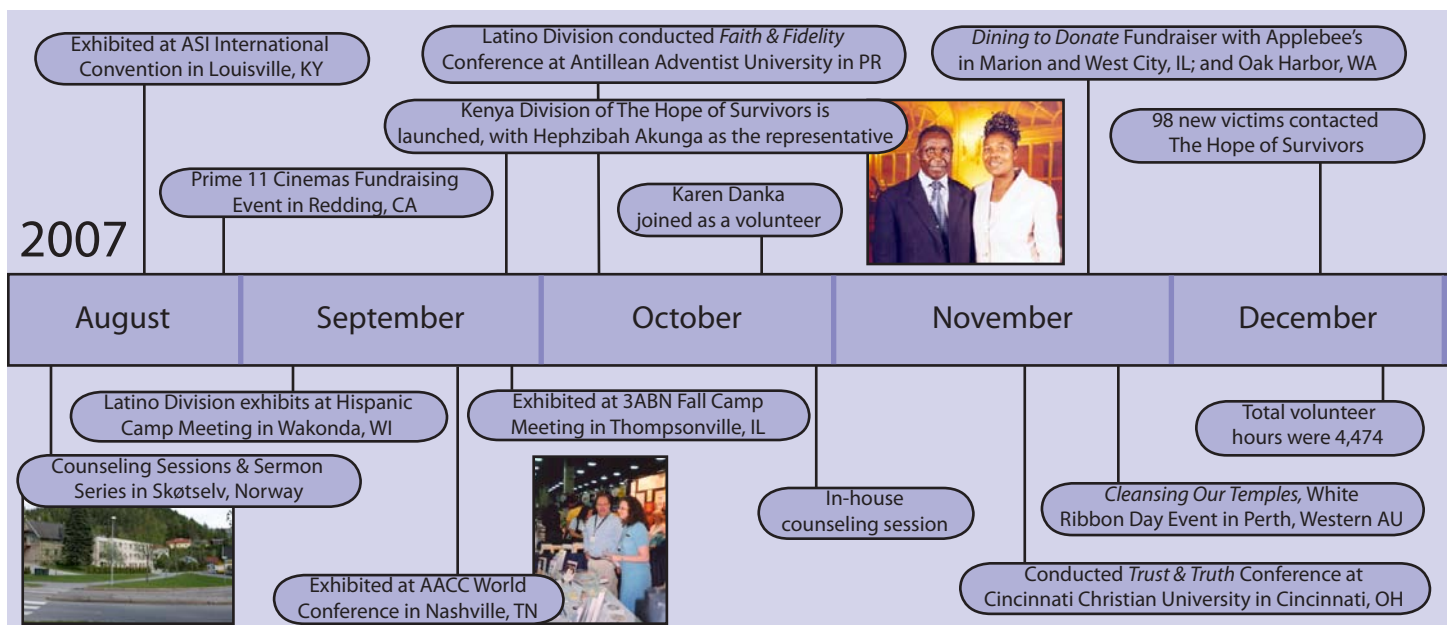 Exhibited at ASI International
Convention in Louisville, KY
Latino Division conducted Faith & Fidelity
Conference at Antillean Adventist University in PR
Dining to Donate Fundraiser with Applebee's
in Marion and West City, IL; and Oak Harbor, WA
Kenya Division of The Hope of Survivors is
launched, with Hephzibah Akunga as the representative
98 new victims contacted
The Hope of Survivors
Prime 11 Cinemas Fundraising
Event in Redding, CA
Karen Danka
joined as a volunteer
2007
August
September
October
November
December
Latino Division exhibits at Hispanic
Camp Meeting in Wakonda, WI
Exhibited at 3ABN Fall Camp
Meeting in Thompsonville, IL
Total volunteer
hours were 4,474
Counseling Sessions & Sermon
Series in Skøtselv, Norway
In-house
counseling session
Cleansing Our Temples, White
Ribbon Day Event in Perth, Western AU
Exhibited at AACC World
Conference in Nashville, TN
Conducted Trust & Truth Conference at
Cincinnati Christian University in Cincinnati, OH